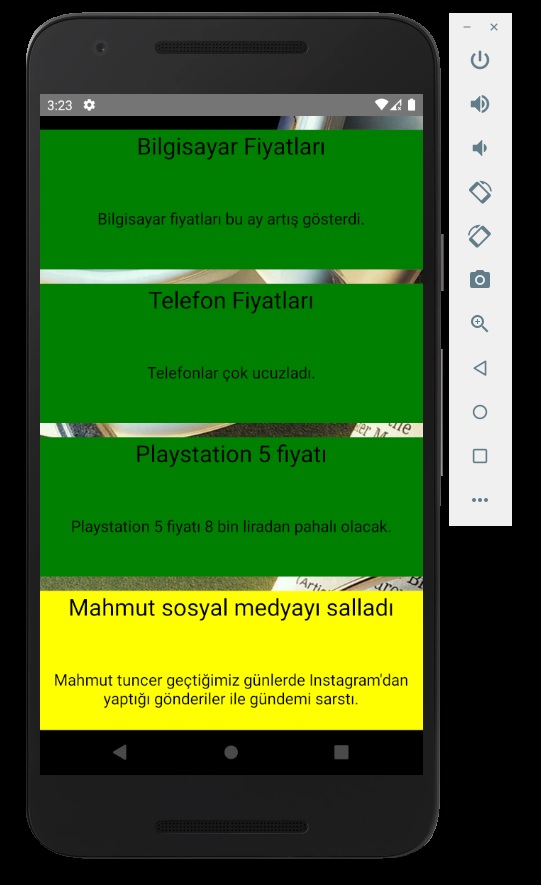 3:23
Bilgisayar Fiyatları
Bilgisayar fiyatları bu ay artış gösterdi.
Telefon Fiyatları
Telefonlar çok ucuzladı.
Playstation 5 fiyatı
Playstation 5 fiyatı 8 bin liradan pahalı olacak.
Mahmut sosyal medyayı salladı
Mahmut tuncer geçtiğimiz günlerde Instagram'dan
yaptığı gönderiler ile gündemi sarstı.